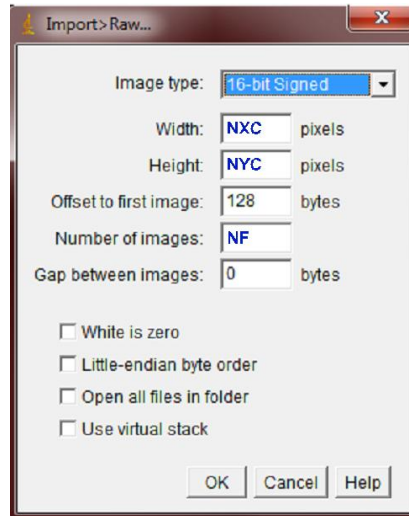 Import>Raw...
Image type: 16-bit Signed
Width: NXC pixels
Height: NYC pixels
Offset to first image: 128 bytes
Number of images: NF
Gap between images: 0 bytes
White is zero
Little-endian byte order
Open all files in folder
Use virtual stack
OK Cancel Help